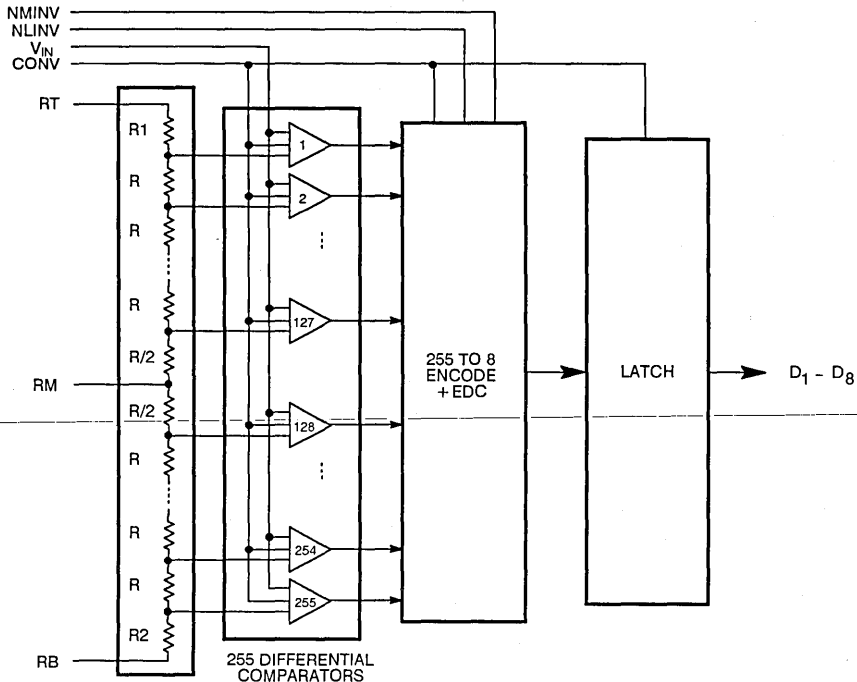 NMINV
NLINV
VIN
CONV
RT
R1
R
R
R
R/2
RM
R/2
R
R
R
R2
RB
1
2
127
128
254
255
255 DIFFERENTIAL
COMPARATORS
255 TO 8
ENCODE
+EDC
LATCH
D1 - D8